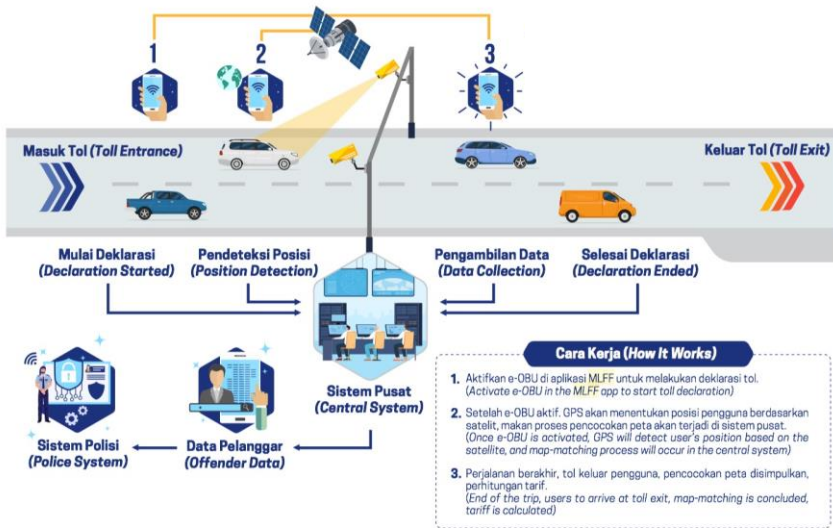 1
2
3
Masuk Tol (Toll Entrance)
Keluar Tol (Toll Exit)
Mulai Deklarasi
(Declaration Started)
Pendeteksi Posisi
(Position Detection)
Pengambilan Data
(Data Collection)
Selesai Deklarasi
(Declaration Ended)
Sistem Pusat
(Central System)
Sistem Polisi
(Police System)
Data Pelanggar
(Offender Data)
Cara Kerja (How It Works)
1. Aktifkan e-OBU di aplikasi MLFF untuk melakukan deklarasi tol.
(Activate e-OBU in the MLFF app to start toll declaration)
2. Setelah e-OBU aktif. GPS akan menentukan posisi pengguna berdasarkan
satelit, makan proses pencocokan peta akan terjadi di sistem pusat.
(Once e-OBU is activated, GPS will detect user's position based on the
satellite, and map-matching process will occur in the central system)
3. Perjalanan berakhir, tol keluar pengguna, pencocokan peta disimpulkan,
perhitungan tarif.
(End of the trip, users to arrive at toll exit, map-matching is concluded,
tariff is calculated)